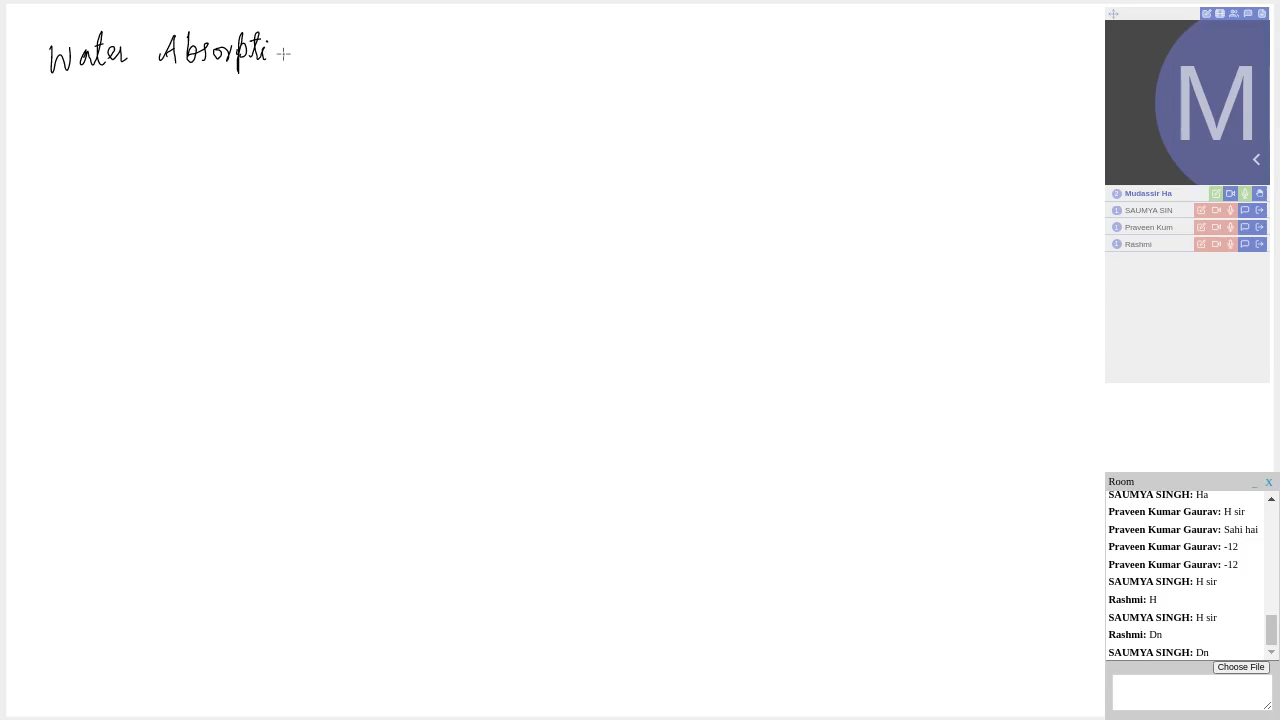 Water Absorpti
M
Mudassir Ha
SAUMYA SIN
Praveen Kum
Rashmi
Room _ X
SAUMYA SINGH: Ha
Praveen Kumar Gaurav: H sir
Praveen Kumar Gaurav: Sahi hai
Praveen Kumar Gaurav: -12
Praveen Kumar Gaurav: -12
SAUMYA SINGH: H sir
Rashmi: H
SAUMYA SINGH: H sir
Rashmi: Dn
SAUMYA SINGH: Dn
Choose File